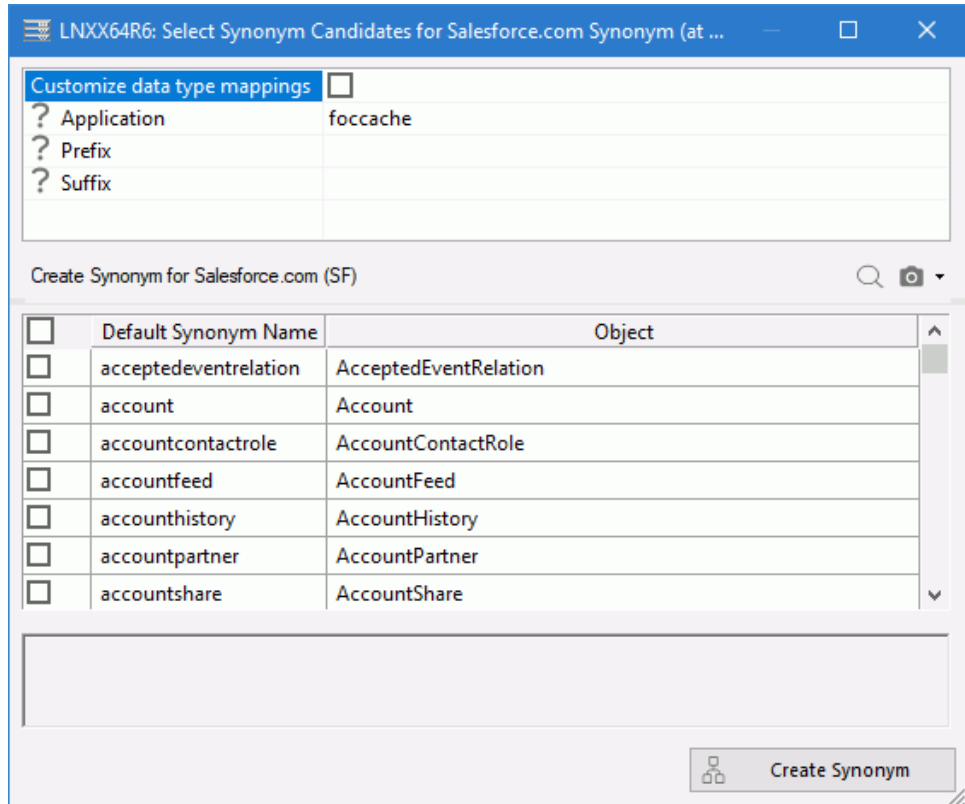 LNXX64R6: Select Synonym Candidates for Salesforce.com Synonym (at ...
Customize data type mappings
? Application foccache
? Prefix
? Suffix
Create Synonym for Salesforce.com (SF)
Default Synonym Name Object
acceptedeventrelation AcceptedEventRelation
account Account
accountcontactrole AccountContactRole
accountfeed AccountFeed
accounthistory AccountHistory
accountpartner AccountPartner
accountshare AccountShare
Create Synonym